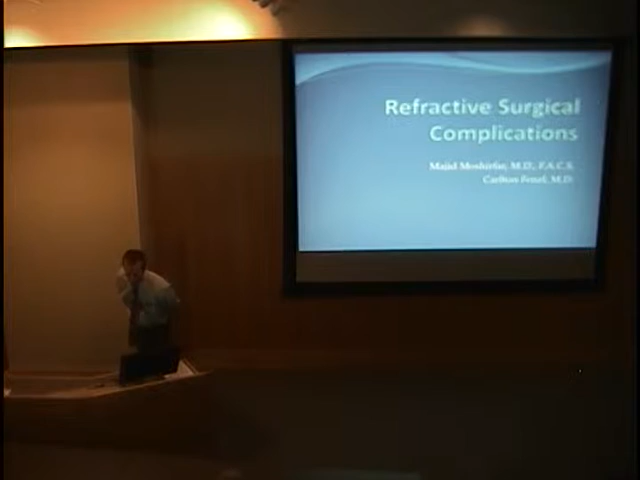 Refractive Surgical
Complications
Majid Moshirfar, M.D., F.A.C.S.
Carlton Fenzl, M.D.